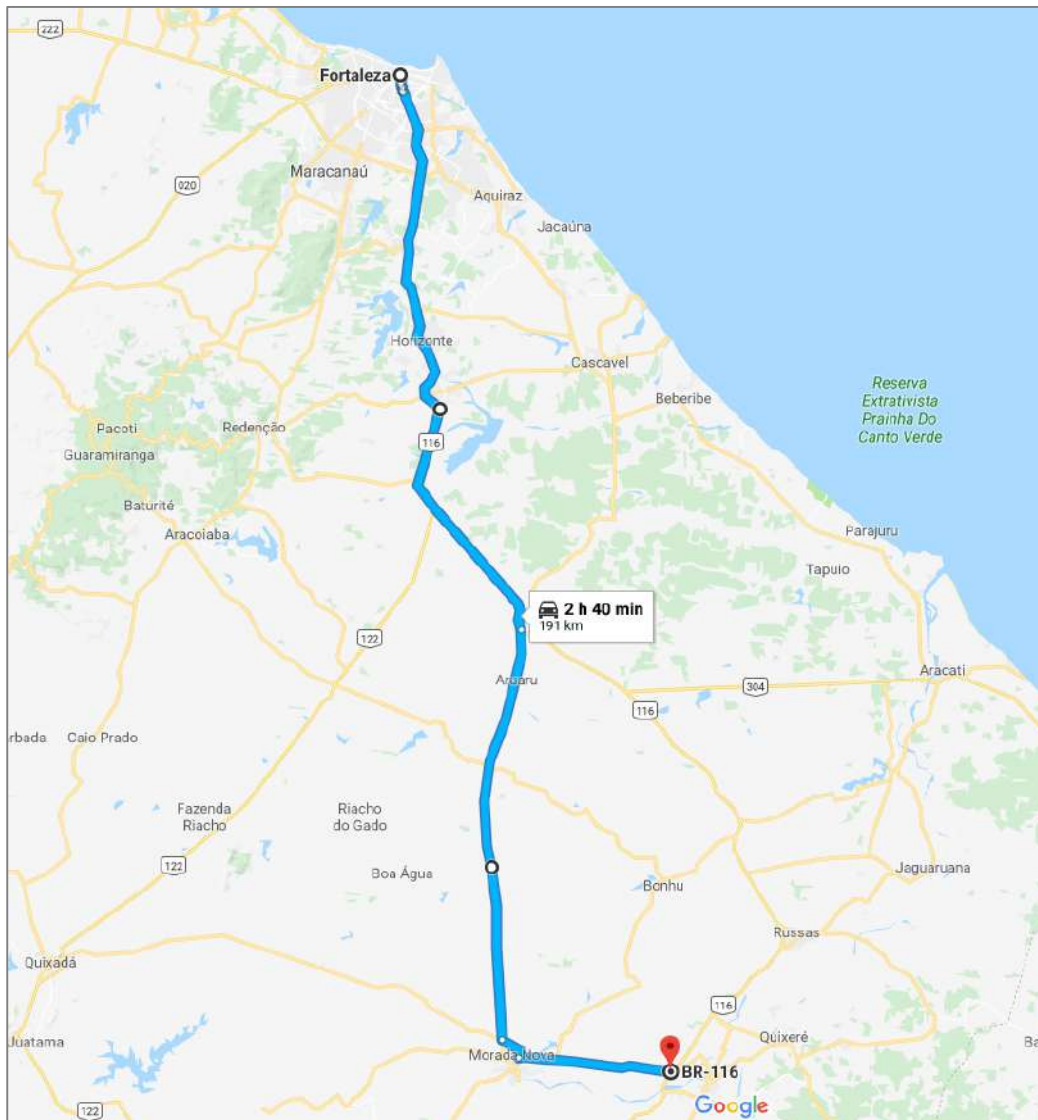 222
Fortaleza
Maracanaú
020
Aquiraz
Jacaúna
Horizonte
Cascavel
Reserva
Extrativista
Prainha Do
Canto Verde
Beberibe
Pacoti
Redenção
116
Guaramiranga
Baturité
Aracoiaba
Parajuru
Tapuio
2 h 40 min
191 km
122
Aracati
Aruaru
304
116
rbada
Caio Prado
Fazenda
Riacho
Riacho
do Gado
122
Boa Água
Jaguaruana
Bonhu
Russas
Quixadá
116
Juatama
Morada Nova
Quixeré
Ba
BR-116
122
Google